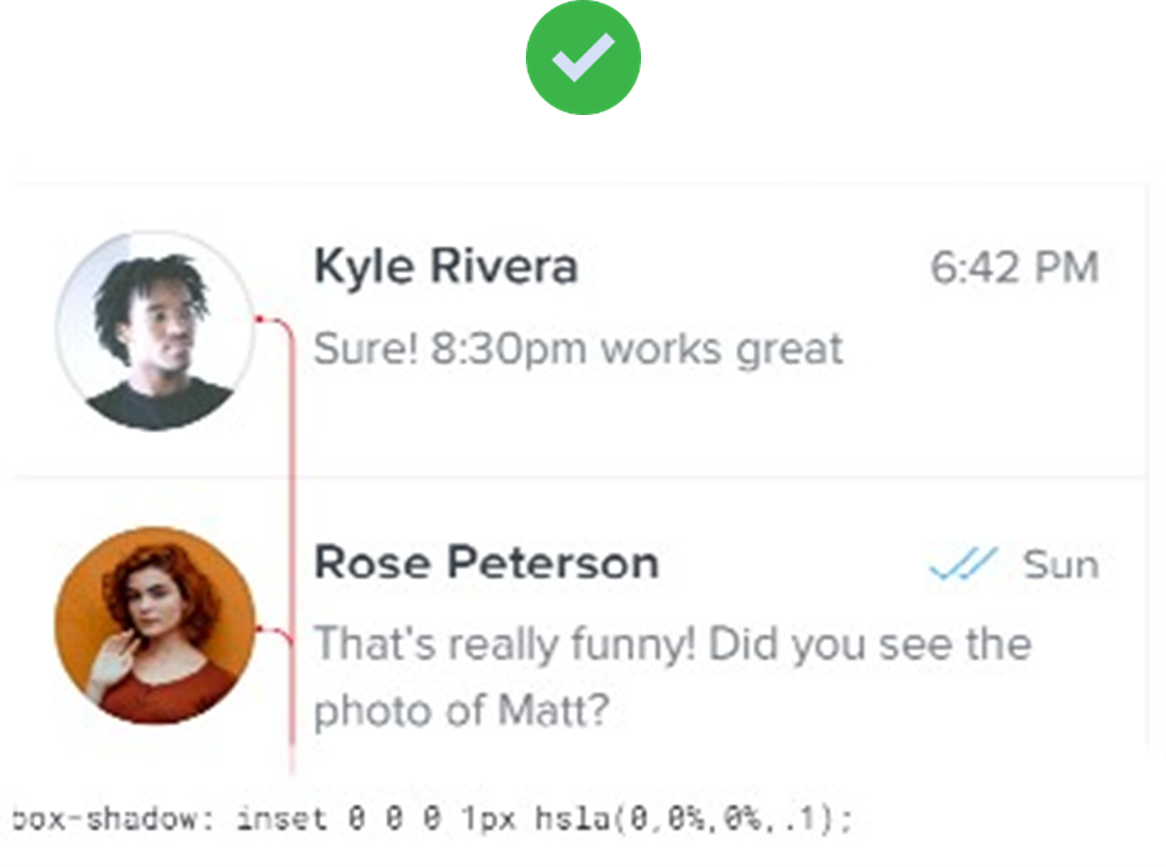 Kyle Rivera
6:42 PM
Sure! 8:30pm works great
Rose Peterson
Sun
That's really funny! Did you see the
photo of Matt?
box-shadow: inset 0 0 0 1px hsla(0,0%,0%,.1);